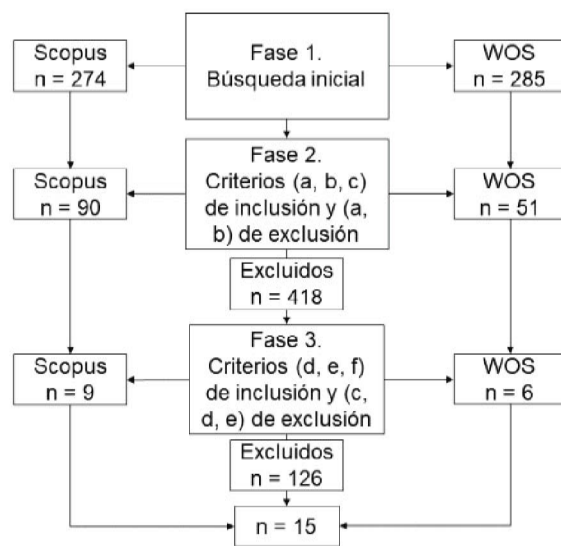 Scopus
n = 274
Fase 1.
Búsqueda inicial
WOS
n = 285
Scopus
n = 90
Fase 2.
Criterios (a, b, c)
de inclusión y (a,
b) de exclusión
WOS
n = 51
Excluidos
n = 418
Scopus
n = 9
Fase 3.
Criterios (d, e, f)
de inclusión y (c,
d, e) de exclusión
WOS
n = 6
Excluidos
n = 126
n = 15